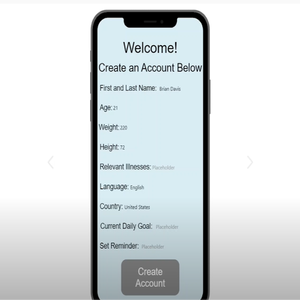 Welcome!
Create an Account Below
First and Last Name: Brian Davis
Age: 21
Weight: 220
Height: 72
Relevant Illnesses: Placeholder
Language: English
Country: United States
Current Daily Goal: Placeholder
Set Reminder: Placeholder
Create
Account